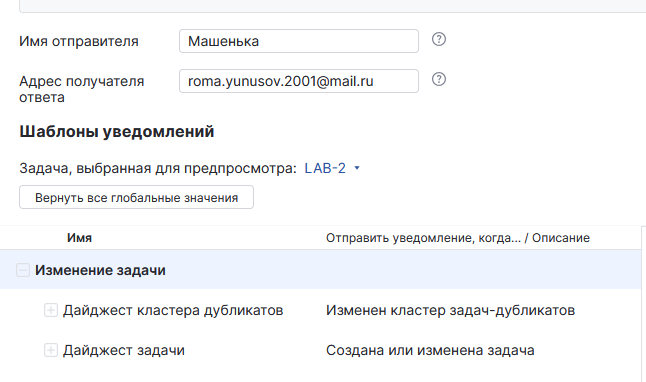 Имя отправителя Машенька
Адрес получателя ответа roma.yunusov.2001@mail.ru
Шаблоны уведомлений
Задача, выбранная для предпросмотра: LAB-2
Вернуть все глобальные значения
Имя Отправить уведомление, когда... / Описание
Изменение задачи
Дайджест кластера дубликатов Изменен кластер задач-дубликатов
Дайджест задачи Создана или изменена задача